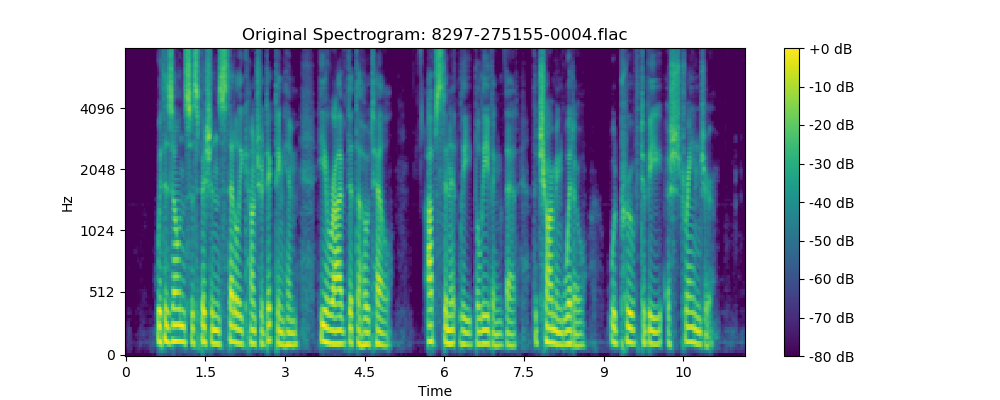 Original Spectrogram: 8297-275155-0004.flac
Hz
4096
2048
1024
512
0
0 1.5 3 4.5 6 7.5 9 10
Time
+0 dB
-10 dB
-20 dB
-30 dB
-40 dB
-50 dB
-60 dB
-70 dB
-80 dB